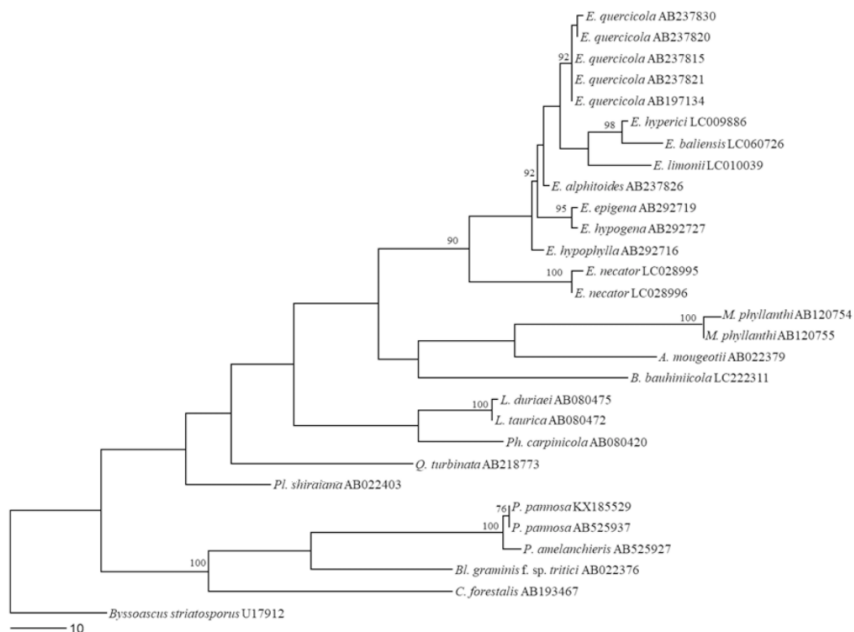 E. quercicola AB237830
E. quercicola AB237820
92
E. quercicola AB237815
E. quercicola AB237821
E. quercicola AB197134
E. hyperici LC009886
98
E. baliensis LC060726
E. limonii LC010039
92
E. alphitoides AB237826
95
E. epigena AB292719
E. hypogena AB292727
90
E. hypophylla AB292716
E. necator LC028995
100
E. necator LC028996
M. phyllanthi AB120754
100
M. phyllanthi AB120755
A. mougeotii AB022379
B. bauhiniicola LC222311
L. duriaei AB080475
100
L. taurica AB080472
Ph. carpinicola AB080420
Q. turbinata AB218773
Pl. shiraiana AB022403
76
P. pannosa KX185529
100
P. pannosa AB525937
P. amelanchieris AB525927
100
Bl. graminis f. sp. tritici AB022376
C. forestalis AB193467
Byssoascus striatosporus U17912
10